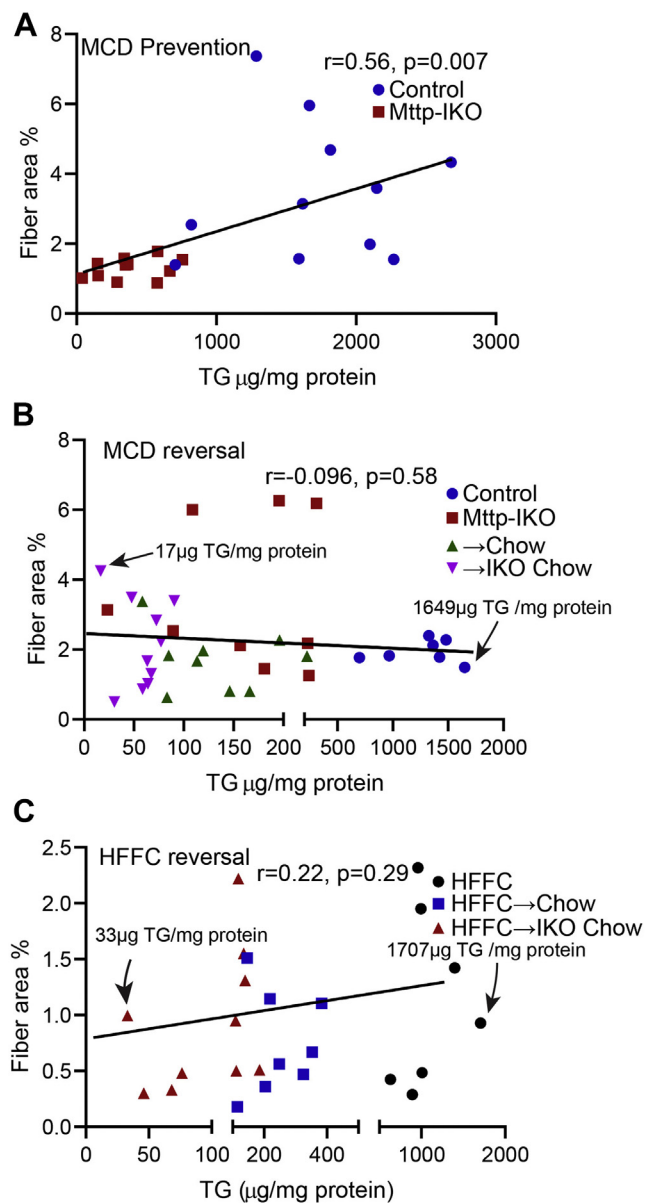 A
MCD Prevention
r=0.56, p=0.007
Control
Mttp-IKO
Fiber area %
8
6
4
2
0
0 1000 2000 3000
TG μg/mg protein
B
MCD reversal
r=-0.096, p=0.58
Control
Mttp-IKO
→Chow
→IKO Chow
17μg TG/mg protein
1649μg TG /mg protein
Fiber area %
8
6
4
2
0
0 50 100 150 200 500 1000 1500 2000
TG μg/mg protein
C
HFFC reversal
r=0.22, p=0.29
HFFC
HFFC→Chow
HFFC→IKO Chow
33μg TG/mg protein
1707μg TG /mg protein
Fiber area %
2.5
2.0
1.5
1.0
0.5
0.0
0 50 100 200 400 1000 2000
TG (μg/mg protein)